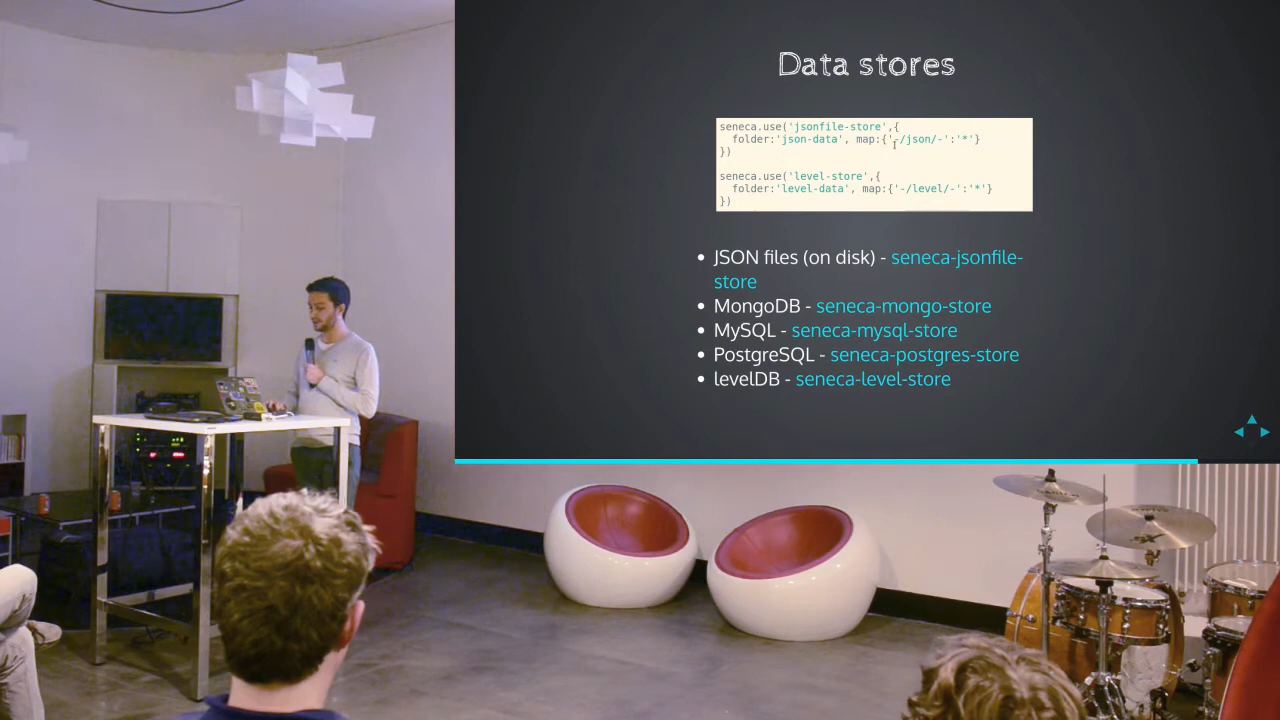 Data stores
seneca.use('jsonfile-store',{
  folder:'json-data', map:{'-/json/-':'*'}
})
seneca.use('level-store',{
  folder:'level-data', map:{'-/level/-':'*'}
})
• JSON files (on disk) - seneca-jsonfile-
store
• MongoDB - seneca-mongo-store
• MySQL - seneca-mysql-store
• PostgreSQL - seneca-postgres-store
• levelDB - seneca-level-store